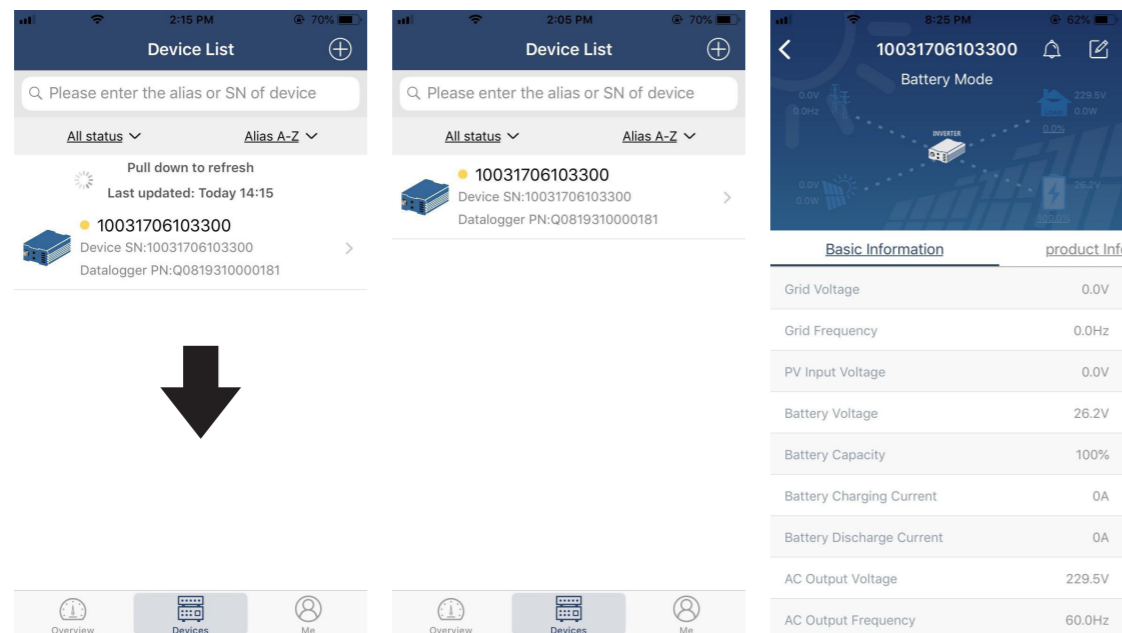 2:15 PM
70%
Device List
Please enter the alias or SN of device
All status
Alias A-Z
Pull down to refresh
Last updated: Today 14:15
10031706103300
Device SN:10031706103300
Datalogger PN:Q0819310000181
Overview
Devices
Me
2:05 PM
70%
Device List
Please enter the alias or SN of device
All status
Alias A-Z
10031706103300
Device SN:10031706103300
Datalogger PN:Q0819310000181
Overview
Devices
Me
8:25 PM
62%
10031706103300
Battery Mode
0.0V
0.0Hz
229.5V
0.0W
0.0%
INVERTER
0.0V
0.0W
26.2V
100.0%
Basic Information
product Inf
Grid Voltage 0.0V
Grid Frequency 0.0Hz
PV Input Voltage 0.0V
Battery Voltage 26.2V
Battery Capacity 100%
Battery Charging Current 0A
Battery Discharge Current 0A
AC Output Voltage 229.5V
AC Output Frequency 60.0Hz